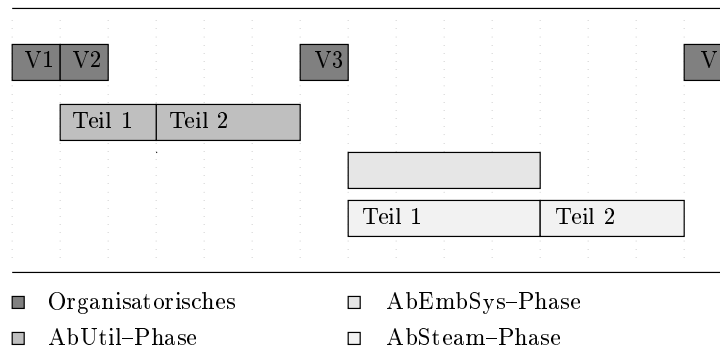 V1 V2 V3 V
Teil 1 Teil 2
Teil 1 Teil 2
Organisatorisches AbEmbSys–Phase
AbUtil–Phase AbSteam–Phase